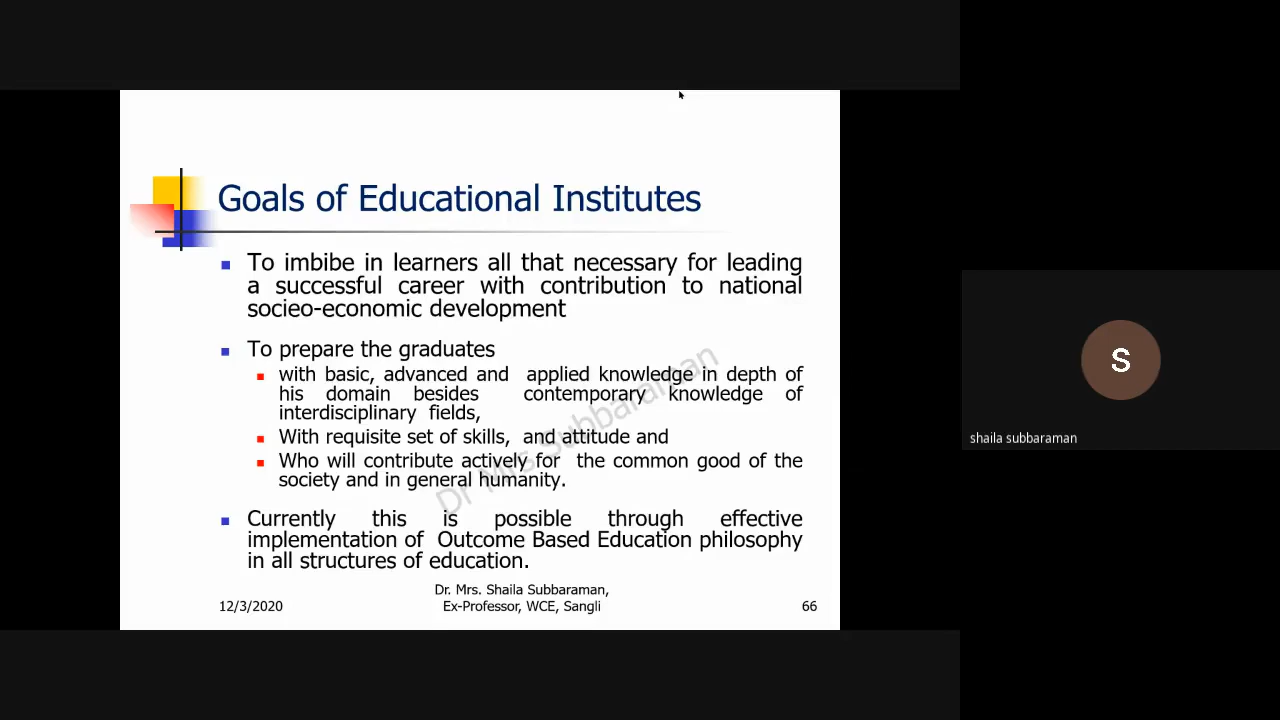 Goals of Educational Institutes
To imbibe in learners all that necessary for leading
a successful career with contribution to national
socieo-economic development
To prepare the graduates
with basic, advanced and applied knowledge in depth of
his domain besides contemporary knowledge of
interdisciplinary fields,
With requisite set of skills, and attitude and
Who will contribute actively for the common good of the
society and in general humanity.
Currently this is possible through effective
implementation of Outcome Based Education philosophy
in all structures of education.
Dr Mrs Shaila Subbaraman
12/3/2020
Dr. Mrs. Shaila Subbaraman,
Ex-Professor, WCE, Sangli
66
S
shaila subbaraman